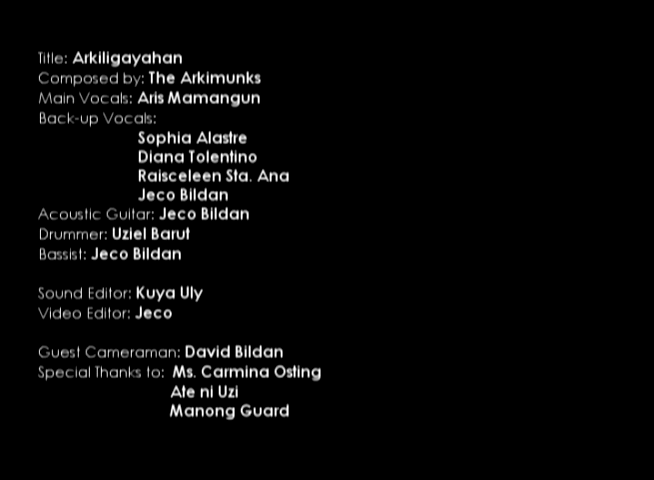 Title: Arkiligayahan
Composed by: The Arkimunks
Main Vocals: Aris Mamangun
Back-up Vocals:
Sophia Alastre
Diana Tolentino
Raisceleen Sta. Ana
Jeco Bildan
Acoustic Guitar: Jeco Bildan
Drummer: Uziel Barut
Bassist: Jeco Bildan
Sound Editor: Kuya Uly
Video Editor: Jeco
Guest Cameraman: David Bildan
Special Thanks to: Ms. Carmina Osting
Ate ni Uzi
Manong Guard